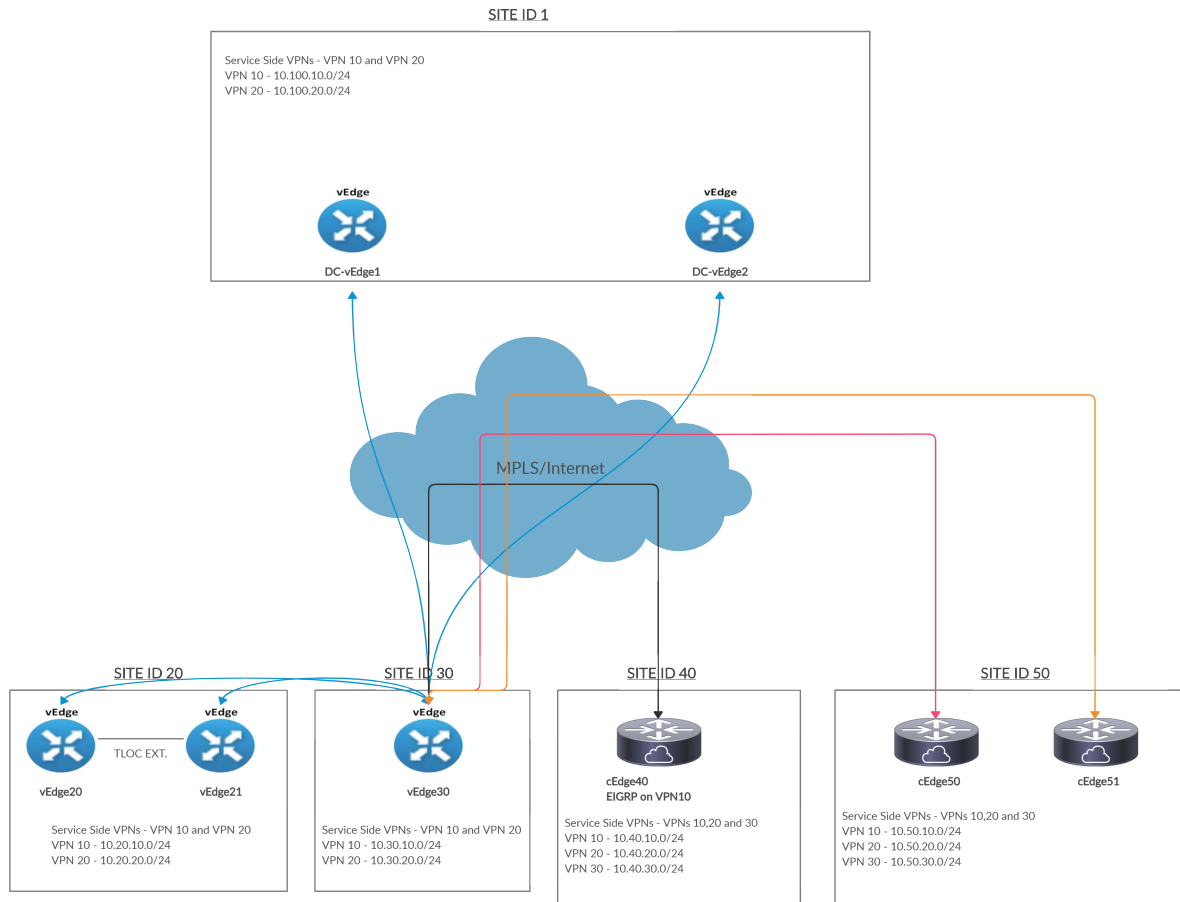 SITE ID 1
Service Side VPNs - VPN 10 and VPN 20
VPN 10 - 10.100.10.0/24
VPN 20 - 10.100.20.0/24
vEdge
DC-vEdge1
vEdge
DC-vEdge2
MPLS/Internet
SITE ID 20
vEdge
vEdge20
TLOC EXT.
vEdge
vEdge21
Service Side VPNs - VPN 10 and VPN 20
VPN 10 - 10.20.10.0/24
VPN 20 - 10.20.20.0/24
SITE ID 30
vEdge
vEdge30
Service Side VPNs - VPN 10 and VPN 20
VPN 10 - 10.30.10.0/24
VPN 20 - 10.30.20.0/24
SITE ID 40
cEdge40
EIGRP on VPN10
Service Side VPNs - VPNs 10,20 and 30
VPN 10 - 10.40.10.0/24
VPN 20 - 10.40.20.0/24
VPN 30 - 10.40.30.0/24
SITE ID 50
cEdge50
cEdge51
Service Side VPNs - VPNs 10,20 and 30
VPN 10 - 10.50.10.0/24
VPN 20 - 10.50.20.0/24
VPN 30 - 10.50.30.0/24